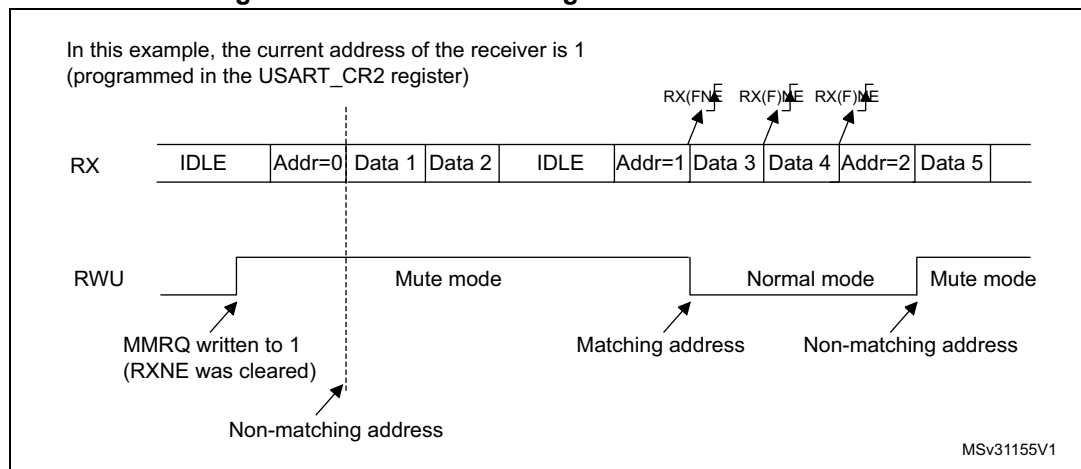 In this example, the current address of the receiver is 1
(programmed in the USART_CR2 register)
RX(FNE RX(F)NE RX(F)NE
RX IDLE Addr=0 Data 1 Data 2 IDLE Addr=1 Data 3 Data 4 Addr=2 Data 5
RWU Mute mode Normal mode Mute mode
MMRQ written to 1 Matching address Non-matching address
(RXNE was cleared)
Non-matching address
MSv31155V1